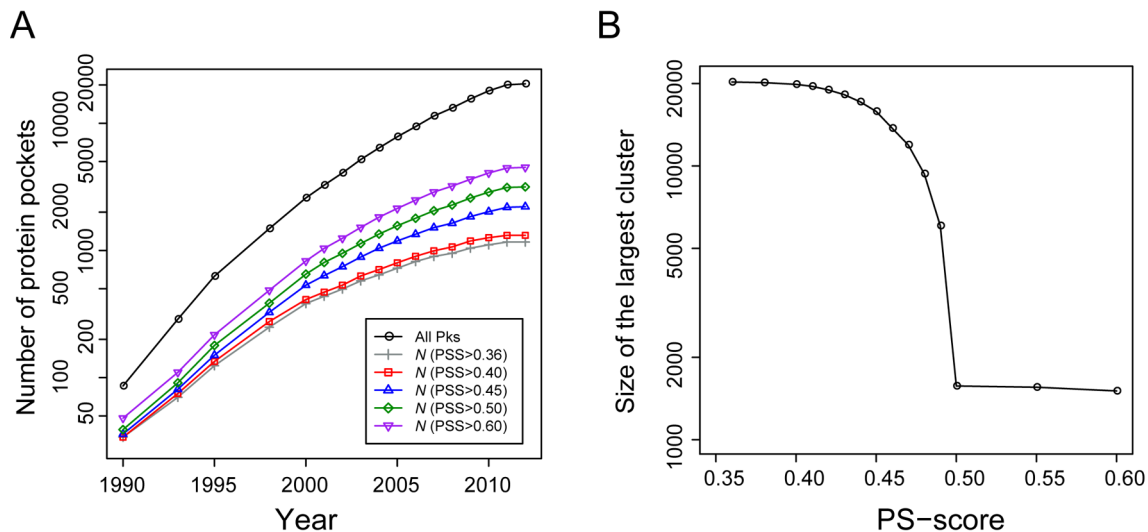 A
Number of protein pockets
20000
10000
5000
2000
1000
500
200
100
50
1990 1995 2000 2005 2010
Year
All Pks
N (PSS>0.36)
N (PSS>0.40)
N (PSS>0.45)
N (PSS>0.50)
N (PSS>0.60)
B
Size of the largest cluster
20000
10000
5000
2000
1000
0.35 0.40 0.45 0.50 0.55 0.60
PS−score